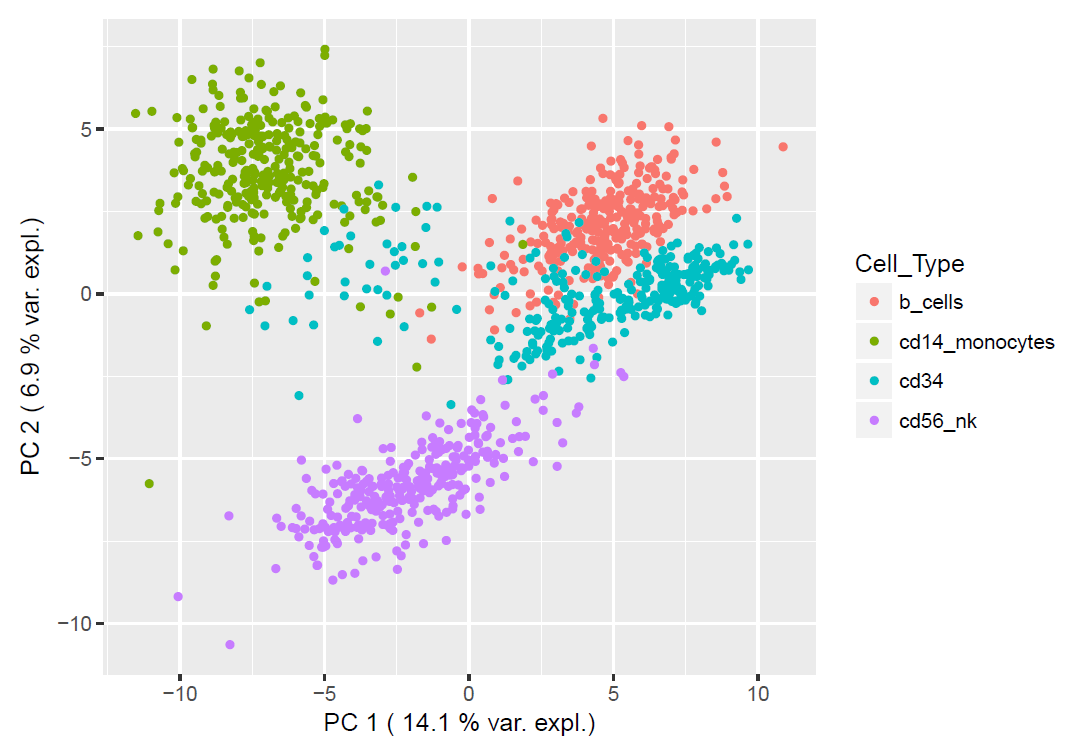 PC 2 ( 6.9 % var. expl.)
5
0
−5
−10
−10
−5
0
5
10
PC 1 ( 14.1 % var. expl.)
Cell_Type
b_cells
cd14_monocytes
cd34
cd56_nk